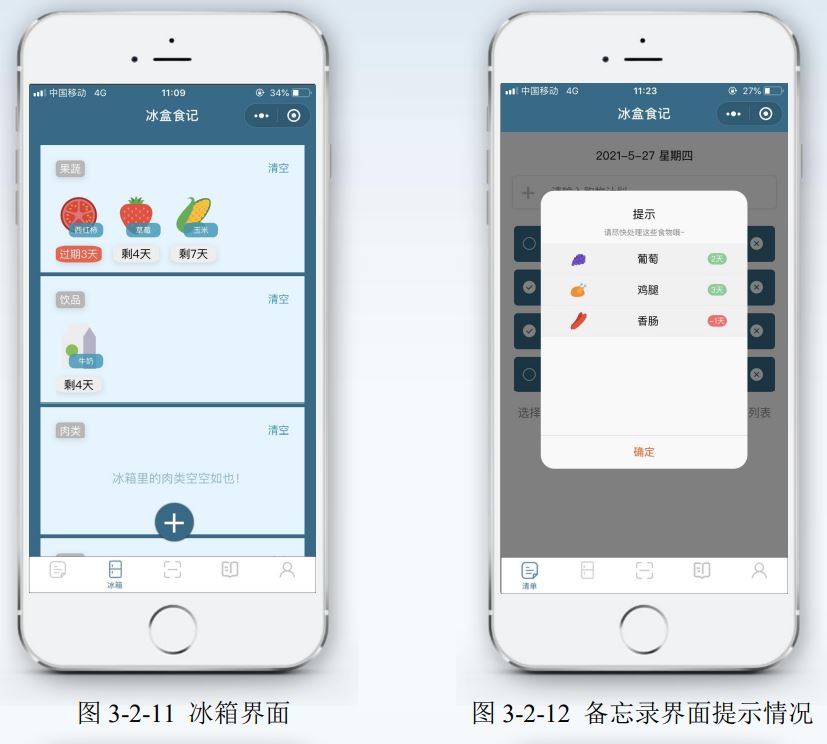 中国移动 4G 11:09 34%
冰盒食记
果蔬 清空
西红柿 草莓 玉米
过期3天 剩4天 剩7天
饮品 清空
牛奶
剩4天
肉类 清空
冰箱里的肉类空空如也!
冰箱
图 3-2-11 冰箱界面
中国移动 4G 11:23 27%
冰盒食记
2021-5-27 星期四
提示
请尽快处理这些食物哦~
葡萄 2天
鸡腿 3天
香肠 -1天
选择 列表
确定
清单
图 3-2-12 备忘录界面提示情况